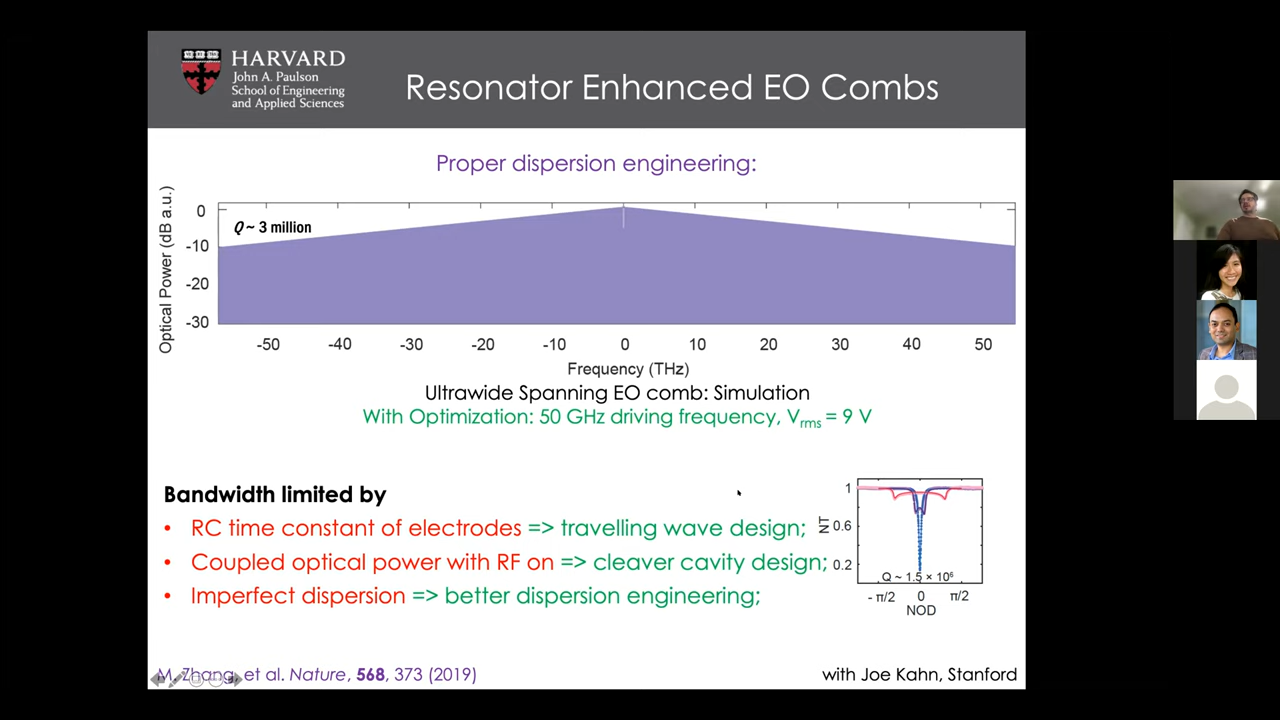 HARVARD
John A. Paulson
School of Engineering
and Applied Sciences
Resonator Enhanced EO Combs
Proper dispersion engineering:
Optical Power (dB a.u.)
0
-10
-20
-30
Q ~ 3 million
-50 -40 -30 -20 -10 0 10 20 30 40 50
Frequency (THz)
Ultrawide Spanning EO comb: Simulation
With Optimization: 50 GHz driving frequency, Vrms = 9 V
Bandwidth limited by
• RC time constant of electrodes => travelling wave design;
• Coupled optical power with RF on => cleaver cavity design;
• Imperfect dispersion => better dispersion engineering;
NT
1
0.6
0.2
Q ~ 1.5 × 10⁶
- π/2 0 π/2
NOD
M. Zhang, et al. Nature, 568, 373 (2019)
with Joe Kahn, Stanford